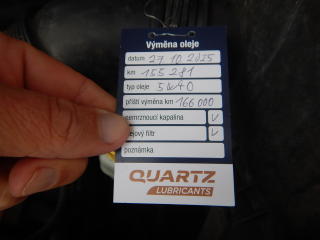 Výměna oleje
datum 27 10 2025
km 155 281
typ oleje 5w40
příští výměna km 166 000
nemrznoucí kapalina √
olejový filtr √
poznámka
QUARTZ
LUBRICANTS